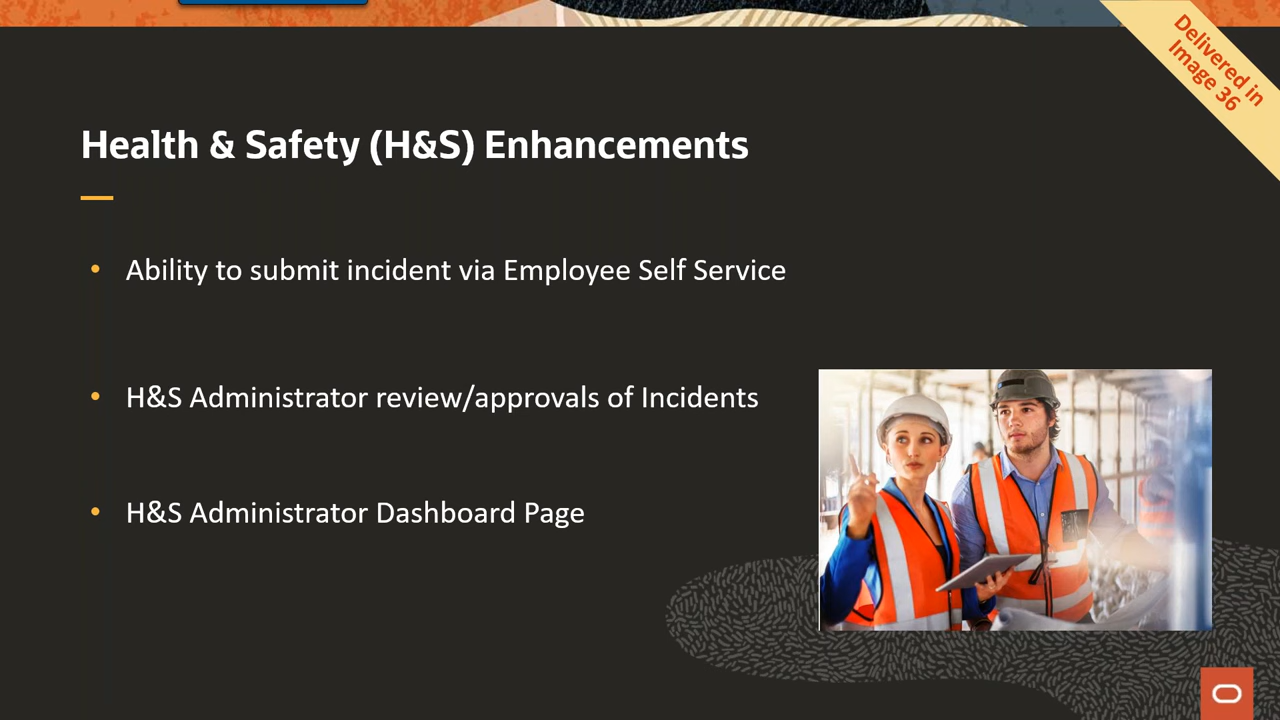 Delivered in
Image 36
Health & Safety (H&S) Enhancements
• Ability to submit incident via Employee Self Service
• H&S Administrator review/approvals of Incidents
• H&S Administrator Dashboard Page